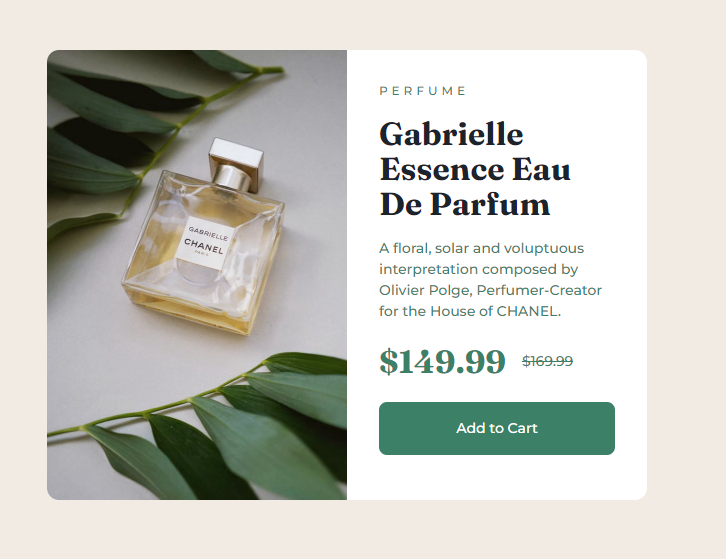 GABRIELLE
CHANEL
PARIS
PERFUME
Gabrielle
Essence Eau
De Parfum
A floral, solar and voluptuous
interpretation composed by
Olivier Polge, Perfumer-Creator
for the House of CHANEL.
$149.99 $169.99
Add to Cart